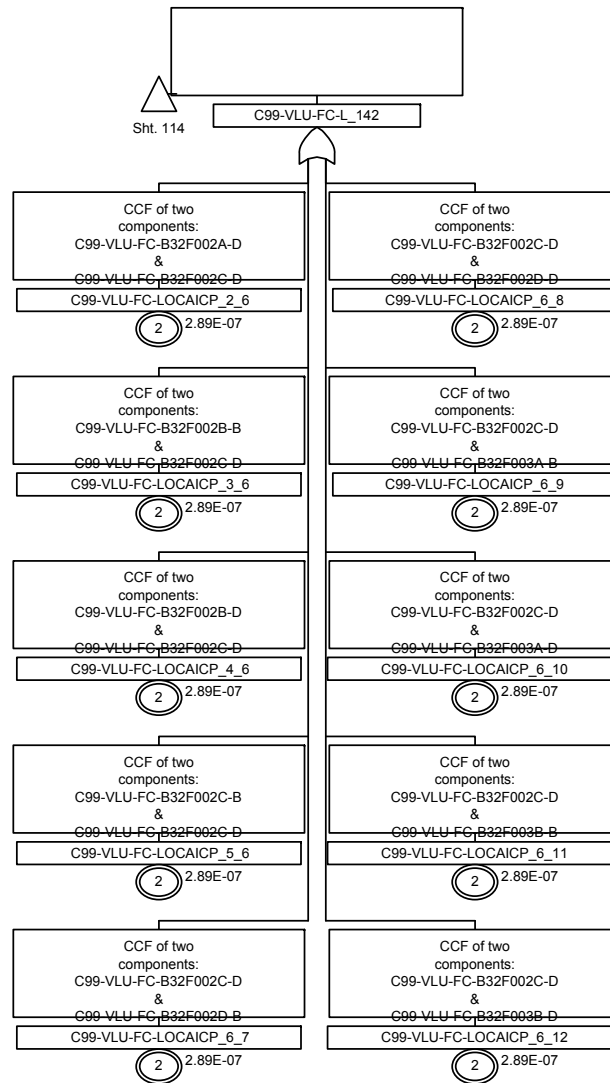 C99-VLU-FC-L_142
Sht. 114
CCF of two
components:
C99-VLU-FC-B32F002A-D
&
C99-VLU-FC-B32F002C-D
C99-VLU-FC-LOCAICP_2_6
2
2.89E-07
CCF of two
components:
C99-VLU-FC-B32F002C-D
&
C99-VLU-FC-B32F002D-D
C99-VLU-FC-LOCAICP_6_8
2
2.89E-07
CCF of two
components:
C99-VLU-FC-B32F002B-B
&
C99-VLU-FC-B32F002C-D
C99-VLU-FC-LOCAICP_3_6
2
2.89E-07
CCF of two
components:
C99-VLU-FC-B32F002C-D
&
C99-VLU-FC-B32F003A-B
C99-VLU-FC-LOCAICP_6_9
2
2.89E-07
CCF of two
components:
C99-VLU-FC-B32F002B-D
&
C99-VLU-FC-B32F002C-D
C99-VLU-FC-LOCAICP_4_6
2
2.89E-07
CCF of two
components:
C99-VLU-FC-B32F002C-D
&
C99-VLU-FC-B32F003A-D
C99-VLU-FC-LOCAICP_6_10
2
2.89E-07
CCF of two
components:
C99-VLU-FC-B32F002C-B
&
C99-VLU-FC-B32F002C-D
C99-VLU-FC-LOCAICP_5_6
2
2.89E-07
CCF of two
components:
C99-VLU-FC-B32F002C-D
&
C99-VLU-FC-B32F003B-B
C99-VLU-FC-LOCAICP_6_11
2
2.89E-07
CCF of two
components:
C99-VLU-FC-B32F002C-D
&
C99-VLU-FC-B32F002D-B
C99-VLU-FC-LOCAICP_6_7
2
2.89E-07
CCF of two
components:
C99-VLU-FC-B32F002C-D
&
C99-VLU-FC-B32F003B-D
C99-VLU-FC-LOCAICP_6_12
2
2.89E-07